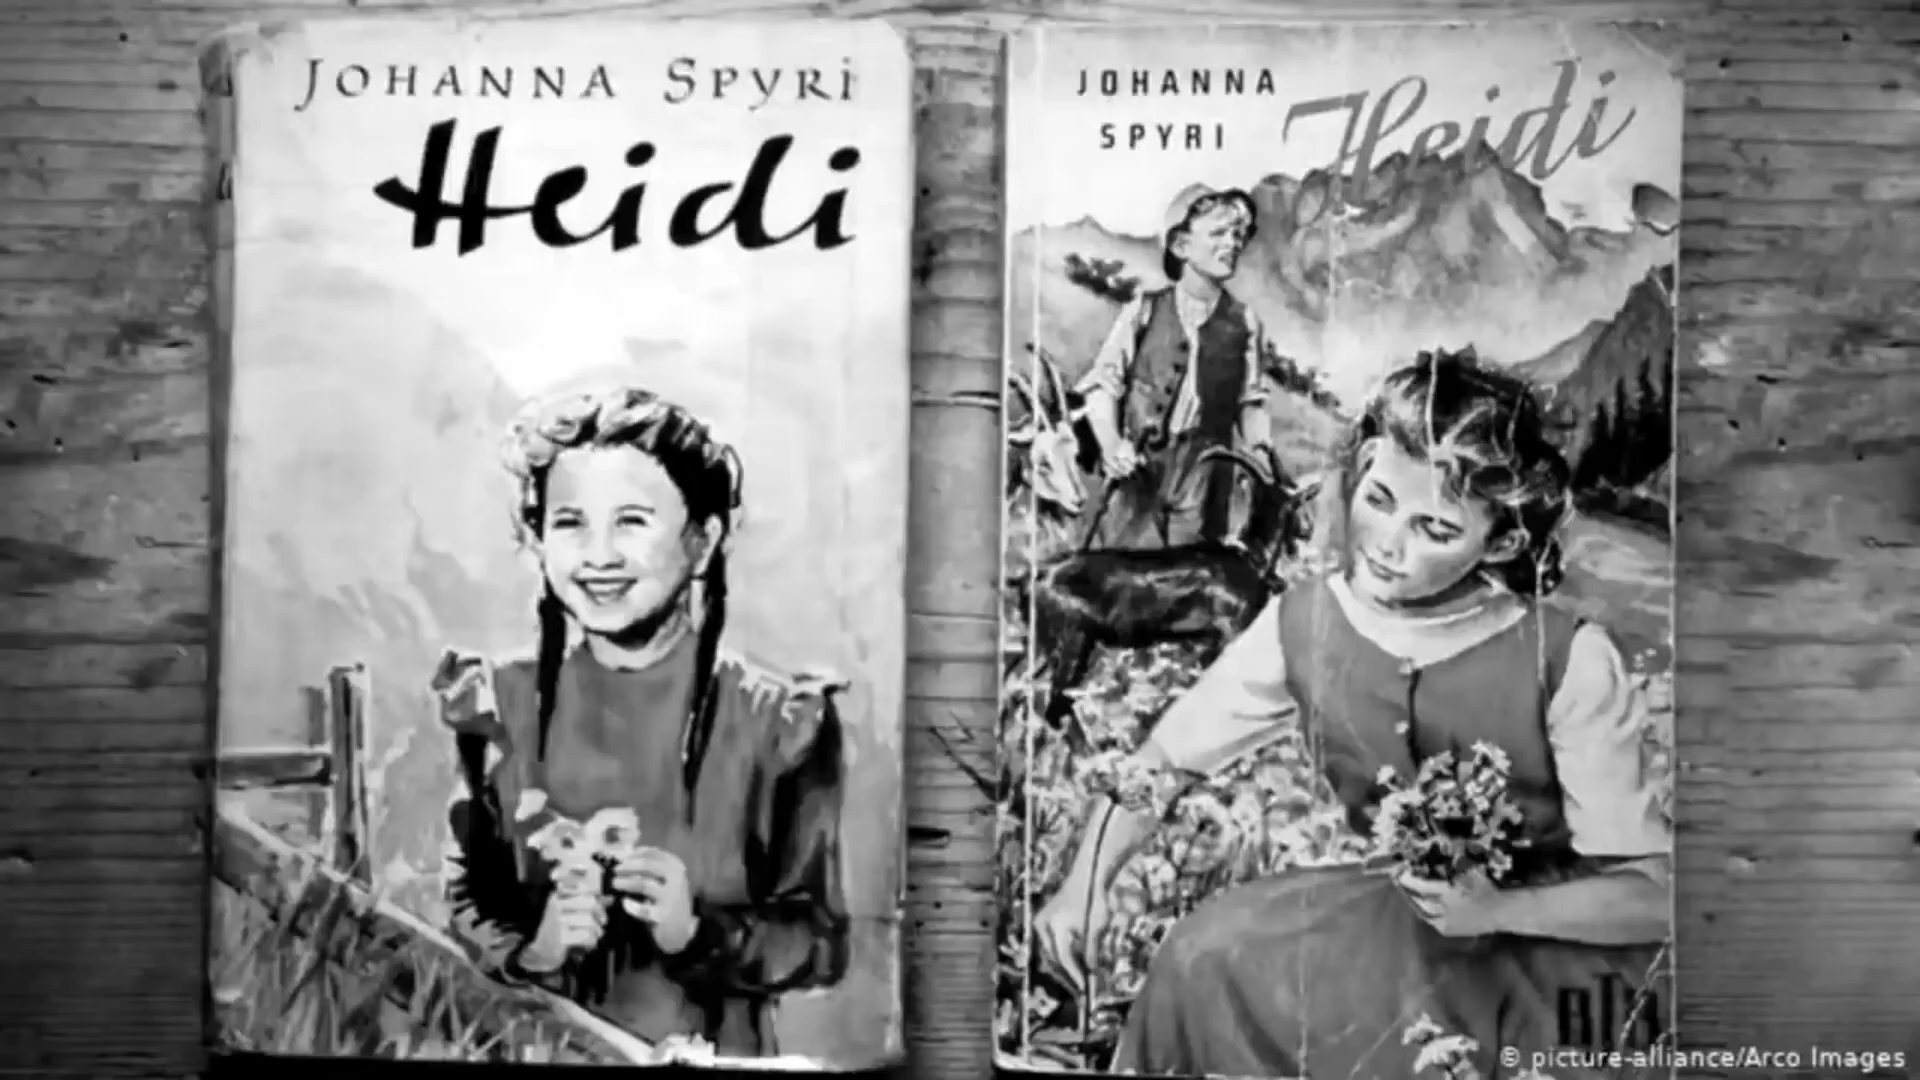 JOHANNA SPYRI
Heidi
JOHANNA
SPYRI
Heidi
© picture-alliance/Arco Images